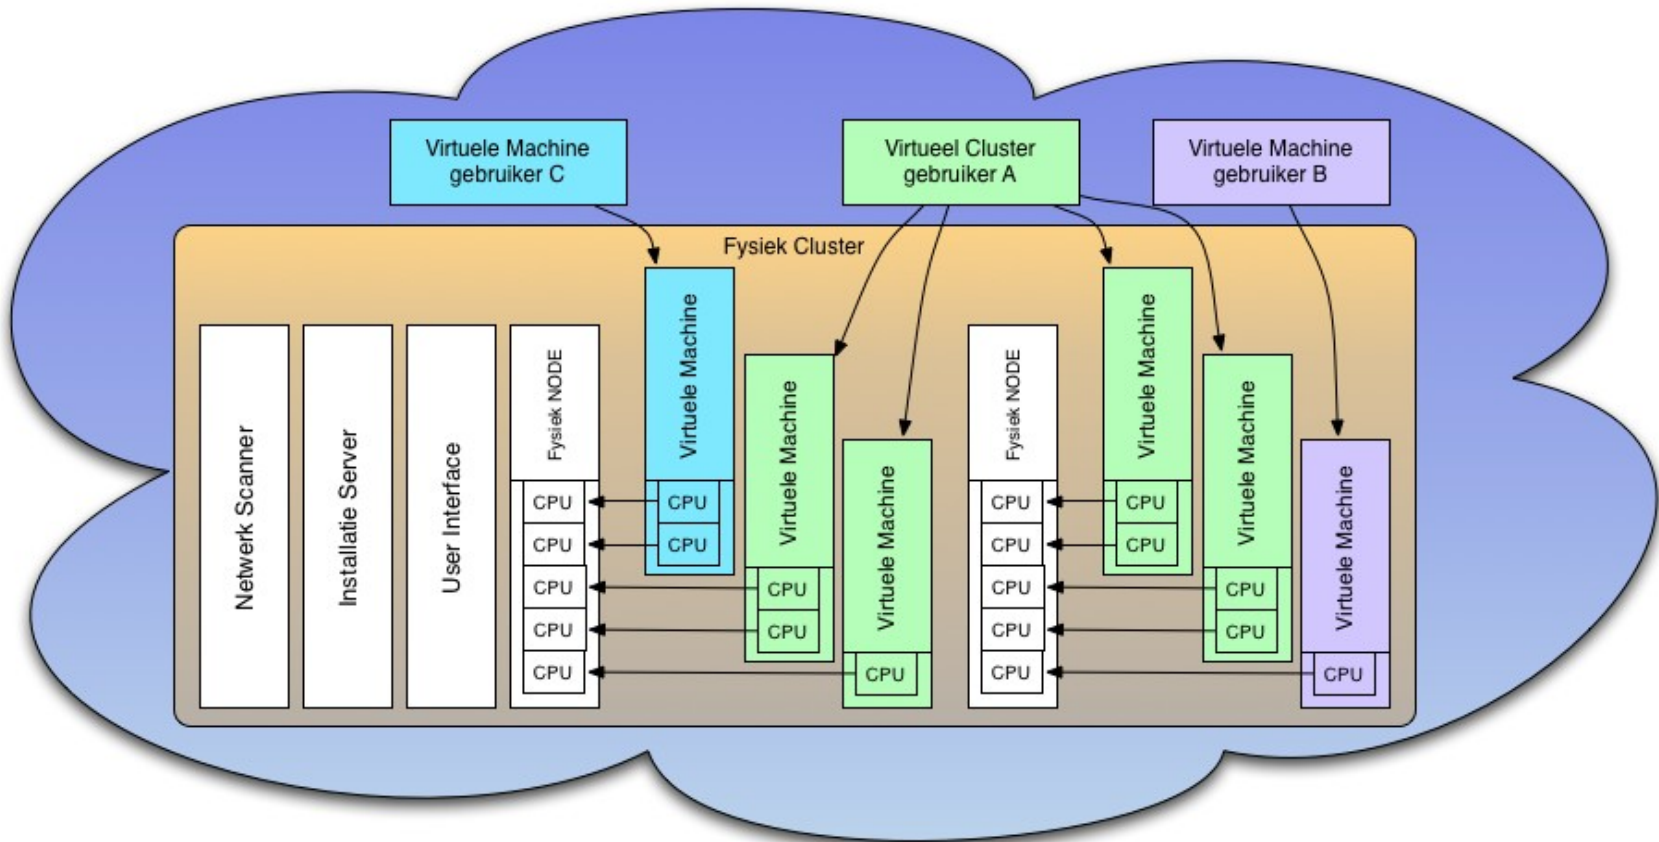 Virtuele Machine
gebruiker C
Virtueel Cluster
gebruiker A
Virtuele Machine
gebruiker B
Fysiek Cluster
Netwerk Scanner
Installatie Server
User Interface
Fysiek NODE
CPU
CPU
CPU
CPU
CPU
Virtuele Machine
CPU
CPU
Virtuele Machine
CPU
CPU
Virtuele Machine
CPU
Fysiek NODE
CPU
CPU
CPU
CPU
CPU
Virtuele Machine
CPU
CPU
Virtuele Machine
CPU
CPU
Virtuele Machine
CPU